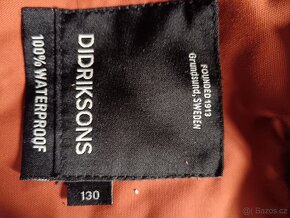 DIDRIKSONS
100% WATERPROOF
FOUNDED 1913
Grundsund, SWEDEN
130
bazos.cz